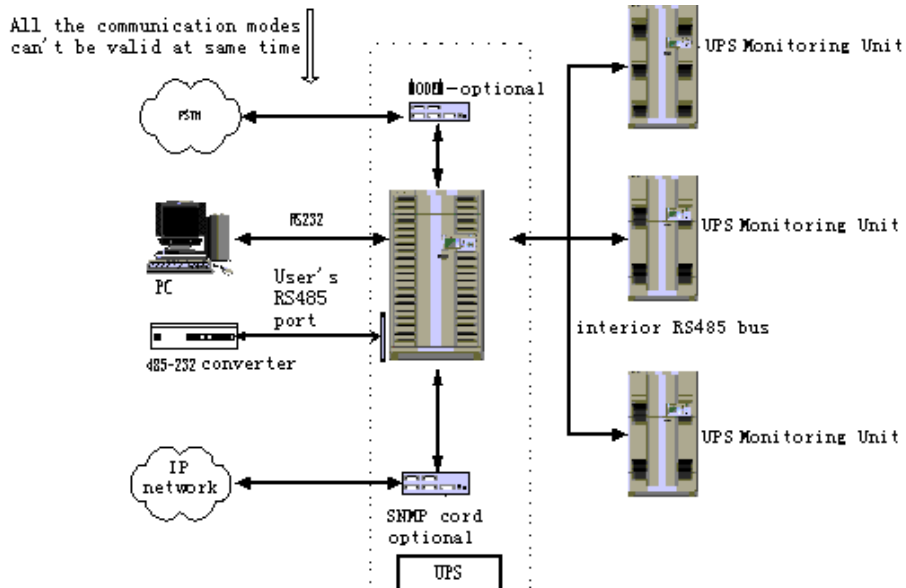 All the communication modes
can't be valid at same time
-optional
UPS Monitoring Unit
RS232
PC
User's
RS485
port
485-232 converter
UPS Monitoring Unit
interior RS485 bus
UPS Monitoring Unit
IP
network
SNMP cord
optional
UPS